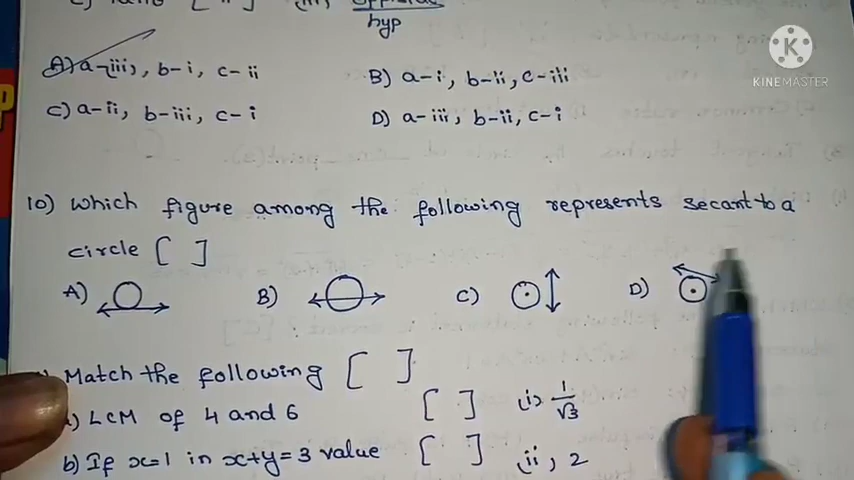 (iii)
hyp
A) a-iii, b-i, c-ii
B) a-i, b-ii, c-iii
C) a-ii, b-iii, c-i
D) a-iii, b-ii, c-i
KINEMASTER
10) Which figure among the following represents secant to a
circle [ ]
A)
B)
C)
D)
Match the following [ ]
a) LCM of 4 and 6 [ ] (i) 1/√3
b) If x=1 in x+y=3 value [ ] (ii, 2